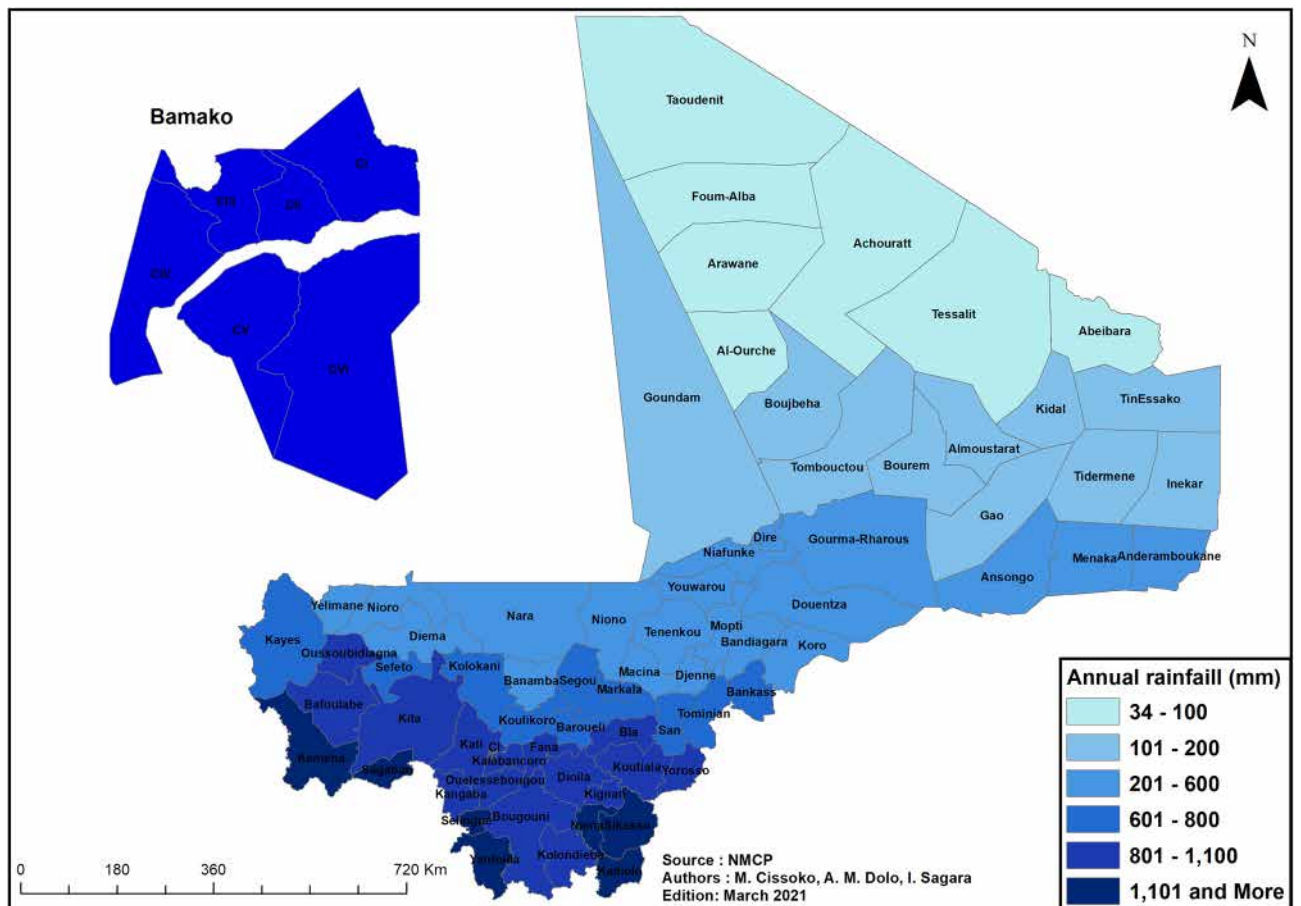 N
Bamako
CI
CII
CIII
CIV
CV
CVI
Taoudenit
Foum-Alba
Achouratt
Arawane
Tessalit
Abeibara
Al-Ourche
Goundam
Boujbeha
Kidal
TinEssako
Almoustarat
Tombouctou
Bourem
Tidermene
Inekar
Gao
Dire
Gourma-Rharous
Niafunke
Menaka
Anderamboukane
Ansongo
Youwarou
Yelimane
Nioro
Nara
Niono
Douentza
Kayes
Diema
Tenenkou
Mopti
Bandiagara
Koro
Oussoubidiagna
Sefeto
Kolokani
Banamba
Segou
Macina
Djenne
Markala
Bankass
Bafoulabe
Kita
Koulikoro
Baroueli
Tominian
San
Bla
Kati
CI
Fana
Kalabancoro
Kenieba
Sagabari
Ouelessebougou
Dioila
Koutiala
Yorosso
Kangaba
Kignan
Selingue
Bougouni
Niena
Sikasso
Yanfolila
Kolondieba
Kadiolo
Annual rainfaill (mm)
34 - 100
101 - 200
201 - 600
601 - 800
801 - 1,100
1,101 and More
0 180 360 720 Km
Source : NMCP
Authors : M. Cissoko, A. M. Dolo, I. Sagara
Edition: March 2021